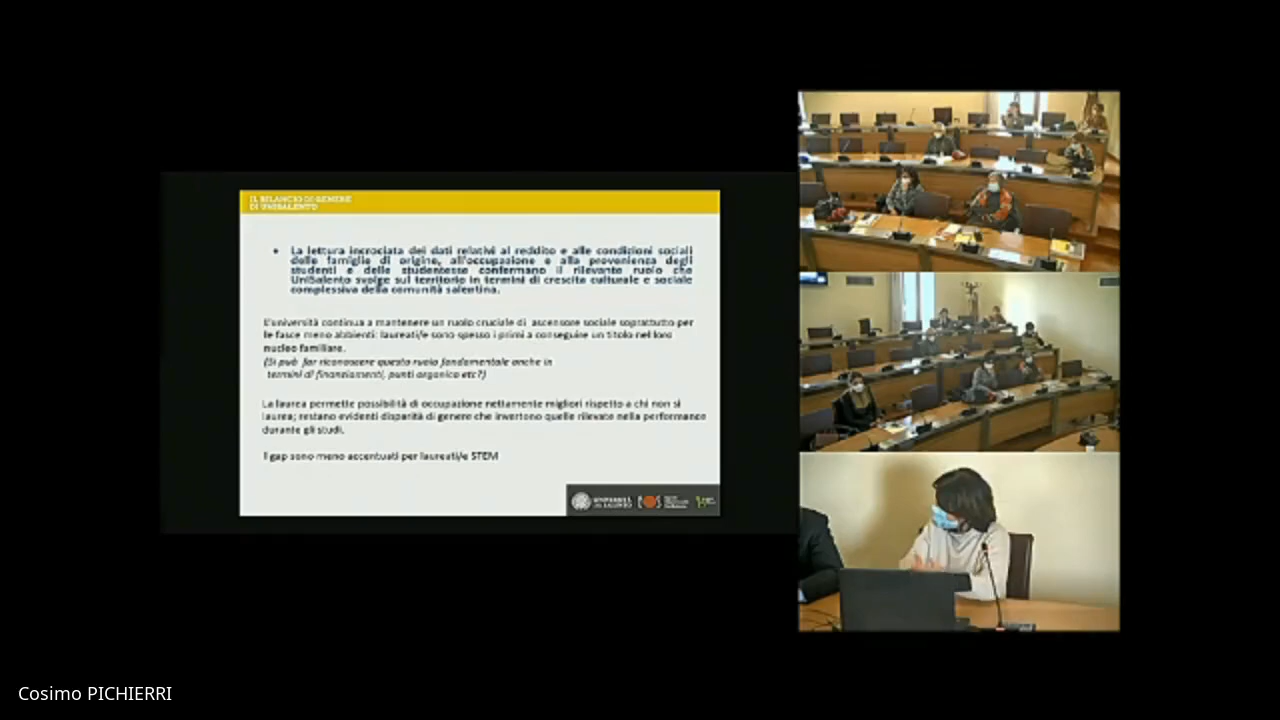 IL BILANCIO DI GENERE
DI UNISALENTO
• La lettura incrociata dei dati relativi al reddito e alle condizioni sociali
delle famiglie di origine, all'occupazione e alla provenienza degli
studenti e delle studentesse confermano il rilevante ruolo che
UniSalento svolge sul territorio in termini di crescita culturale e sociale
complessiva della comunità salentina.
L'università continua a mantenere un ruolo cruciale di ascensore sociale soprattutto per
le fasce meno abbienti: laureati/e sono spesso i primi a conseguire un titolo nel loro
nucleo familiare.
(Si può far riconoscere questo ruolo fondamentale anche in
termini di finanziamenti, punti organico etc?)
La laurea permette possibilità di occupazione nettamente migliori rispetto a chi non si
laurea; restano evidenti disparità di genere che invertono quelle rilevate nella performance
durante gli studi.
I gap sono meno accentuati per laureati/e STEM
UNIVERSITÀ
DEL SALENTO
Cosimo PICHIERRI